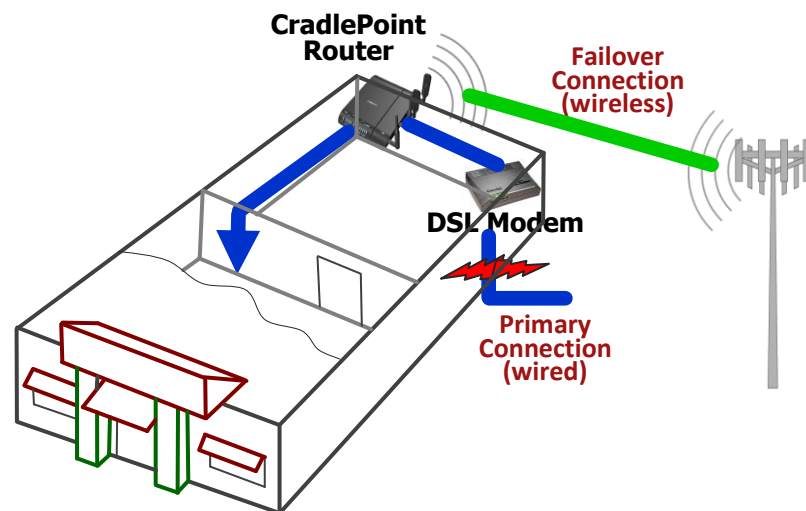 CradlePoint
Router
Failover
Connection
(wireless)
DSL Modem
Primary
Connection
(wired)